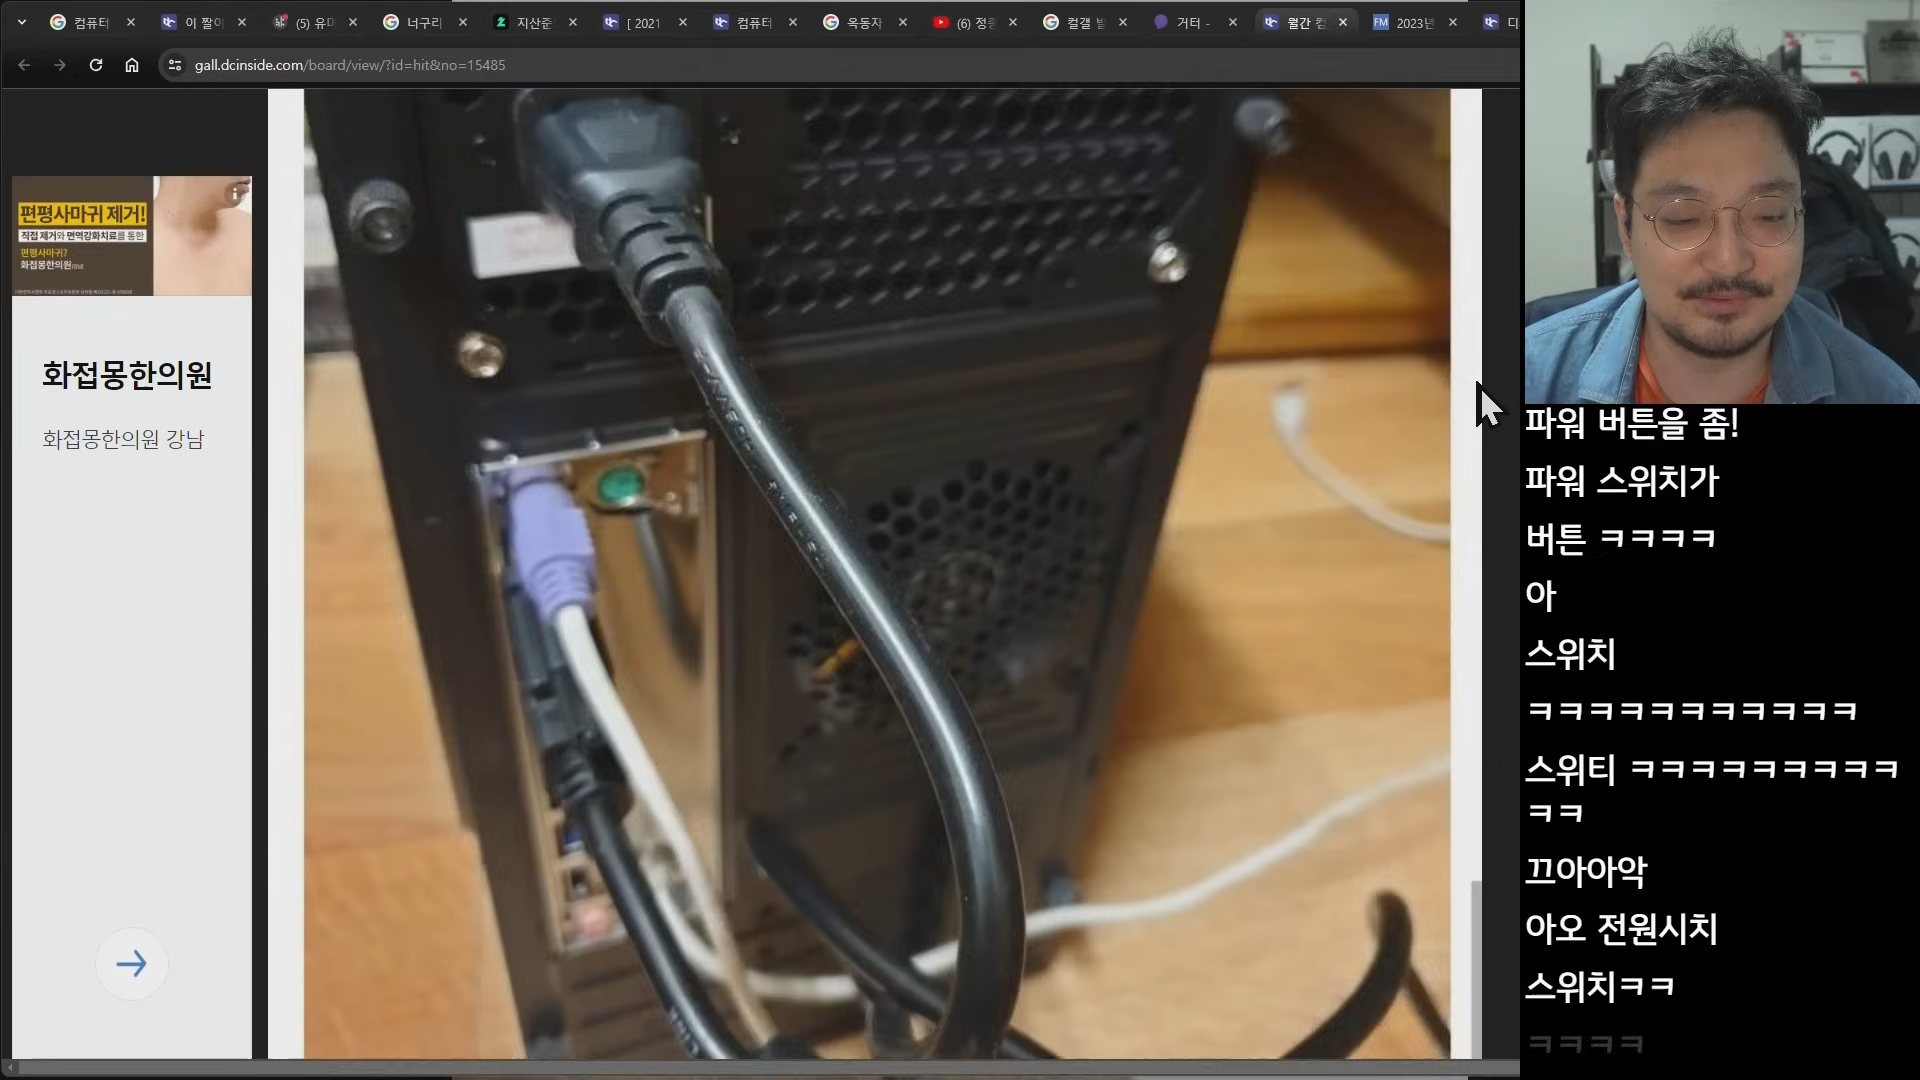 컴퓨터
이 짤이
(5) 유머
너구리
지산준
[ 2021
컴퓨터
옥동자
(6) 정종
컬갤 빌
거터 -
월간 컴
FM 2023년
디
gall.dcinside.com/board/view/?id=hit&no=15485
편평사마귀 제거!
직접 제거와 면역강화치료를 통한
편평사마귀?
화접몽한의원
화접몽한의원
화접몽한의원 강남
파워 버튼을 좀!
파워 스위치가
버튼 ㅋㅋㅋㅋ
아
스위치
ㅋㅋㅋㅋㅋㅋㅋㅋㅋㅋㅋ
스위티 ㅋㅋㅋㅋㅋㅋㅋㅋㅋ
ㅋㅋ
끄아아악
아오 전원시치
스위치ㅋㅋ
ㅋㅋㅋㅋ